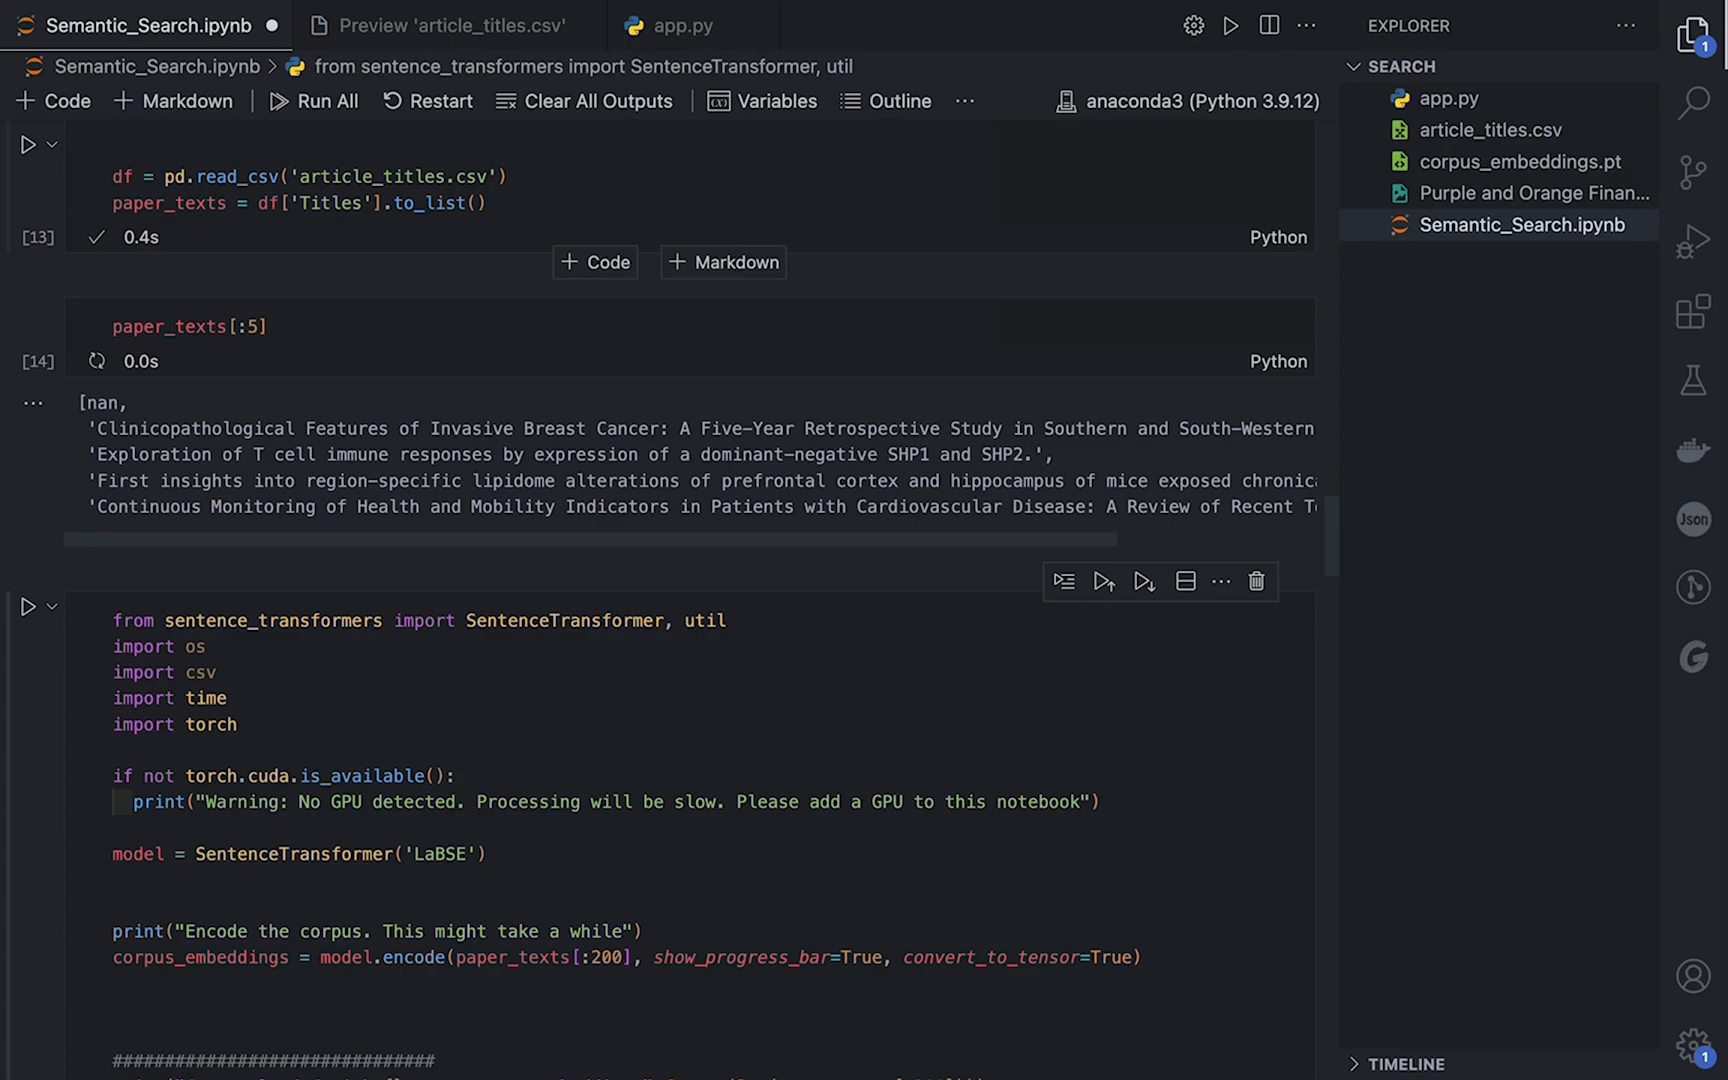 Semantic_Search.ipynb
Preview 'article_titles.csv'
app.py
EXPLORER
Semantic_Search.ipynb > from sentence_transformers import SentenceTransformer, util
SEARCH
Code
Markdown
Run All
Restart
Clear All Outputs
Variables
Outline
anaconda3 (Python 3.9.12)
app.py
article_titles.csv
corpus_embeddings.pt
Purple and Orange Finan...
Semantic_Search.ipynb
df = pd.read_csv('article_titles.csv')
paper_texts = df['Titles'].to_list()
[13] 0.4s Python
+ Code + Markdown
paper_texts[:5]
[14] 0.0s Python
[nan,
'Clinicopathological Features of Invasive Breast Cancer: A Five-Year Retrospective Study in Southern and South-Western
'Exploration of T cell immune responses by expression of a dominant-negative SHP1 and SHP2.',
'First insights into region-specific lipidome alterations of prefrontal cortex and hippocampus of mice exposed chronica
'Continuous Monitoring of Health and Mobility Indicators in Patients with Cardiovascular Disease: A Review of Recent Te
from sentence_transformers import SentenceTransformer, util
import os
import csv
import time
import torch
if not torch.cuda.is_available():
print("Warning: No GPU detected. Processing will be slow. Please add a GPU to this notebook")
model = SentenceTransformer('LaBSE')
print("Encode the corpus. This might take a while")
corpus_embeddings = model.encode(paper_texts[:200], show_progress_bar=True, convert_to_tensor=True)
###############################
TIMELINE
Json
1
1